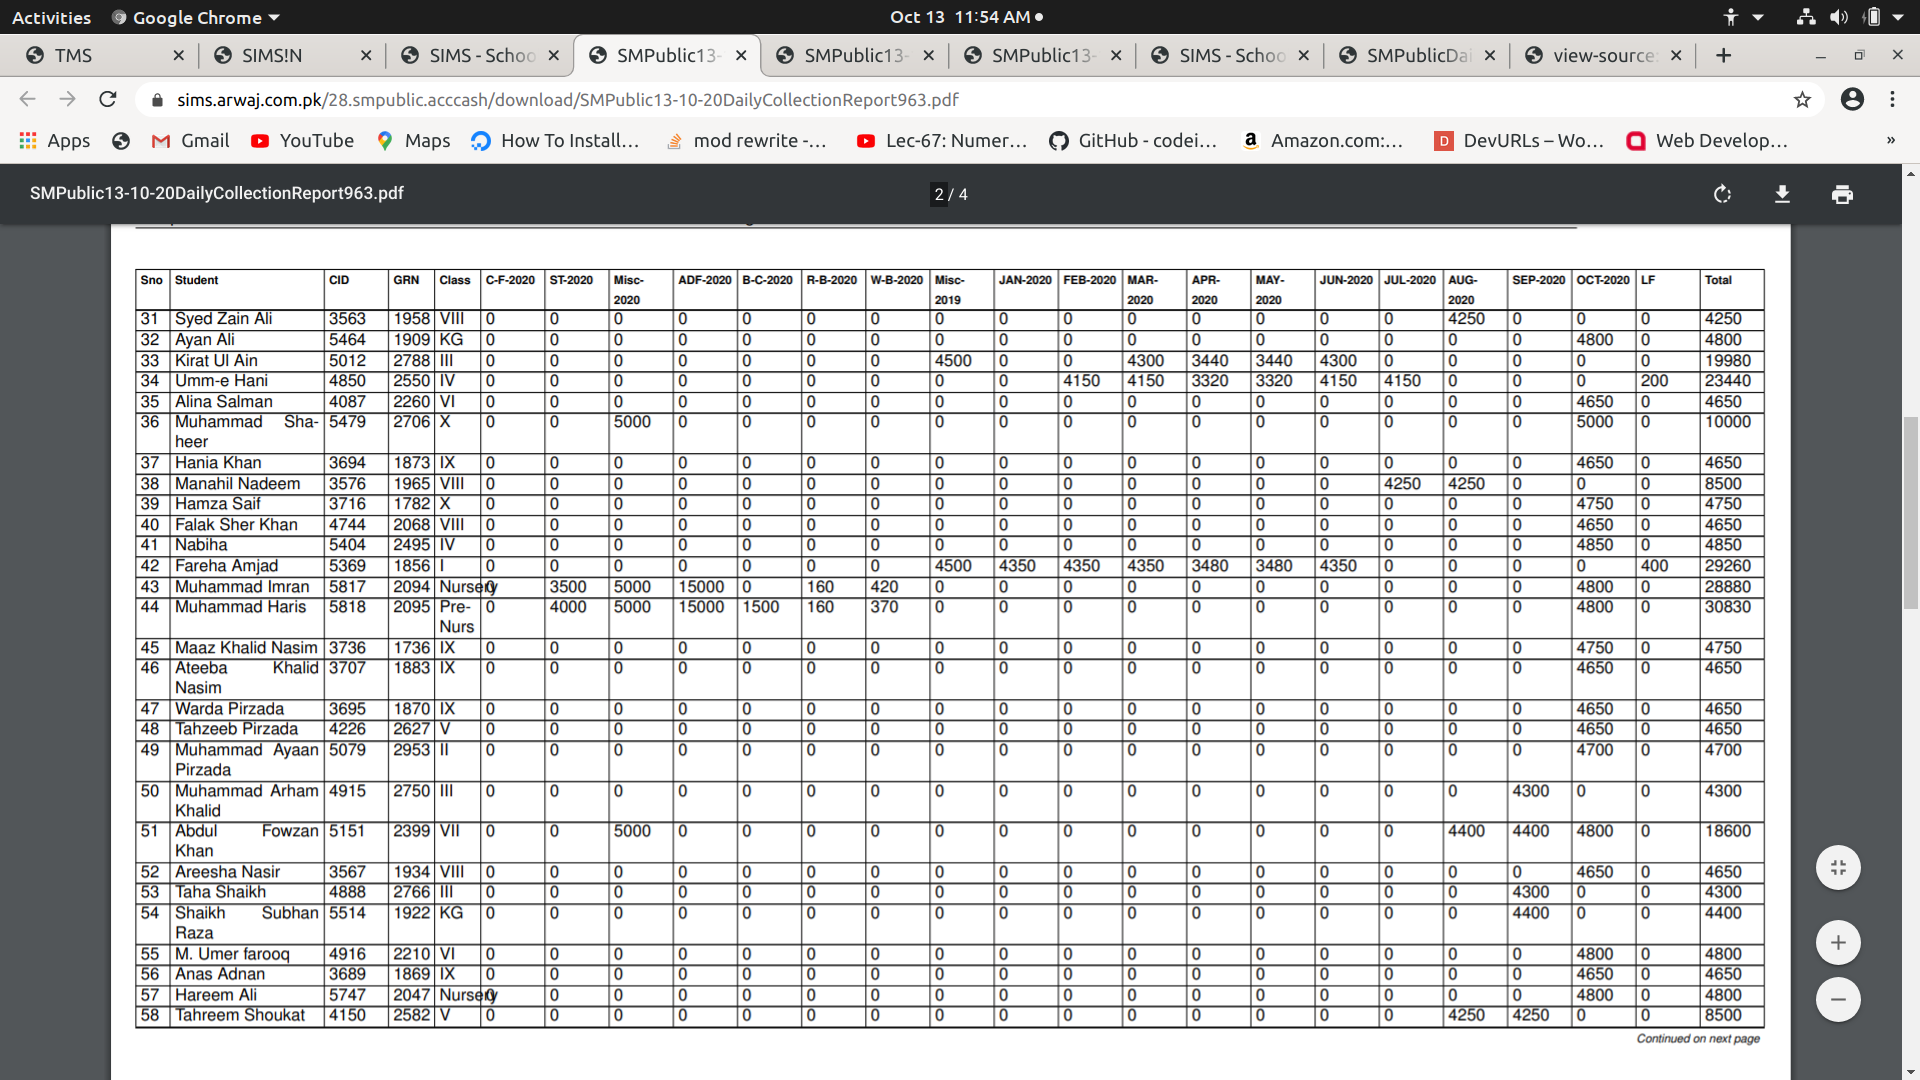 Activities Google Chrome Oct 13 11:54 AM
TMS SIMS!N SIMS - Schoo SMPublic13- SMPublic13- SMPublic13- SIMS - Schoo SMPublicDai view-source:
sims.arwaj.com.pk/28.smpublic.acccash/download/SMPublic13-10-20DailyCollectionReport963.pdf
Apps Gmail YouTube Maps How To Install... mod rewrite -... Lec-67: Numer... GitHub - codei... Amazon.com:... D DevURLs – Wo... Web Develop... »
SMPublic13-10-20DailyCollectionReport963.pdf 2 / 4
Sno Student CID GRN Class C-F-2020 ST-2020 Misc- ADF-2020 B-C-2020 R-B-2020 W-B-2020 Misc- JAN-2020 FEB-2020 MAR- APR- MAY- JUN-2020 JUL-2020 AUG- SEP-2020 OCT-2020 LF Total
2020 2019 2020 2020 2020 2020
31 Syed Zain Ali 3563 1958 VIII 0 0 0 0 0 0 0 0 0 0 0 0 0 0 0 4250 0 0 0 4250
32 Ayan Ali 5464 1909 KG 0 0 0 0 0 0 0 0 0 0 0 0 0 0 0 0 0 4800 0 4800
33 Kirat Ul Ain 5012 2788 III 0 0 0 0 0 0 0 4500 0 0 4300 3440 3440 4300 0 0 0 0 0 19980
34 Umm-e Hani 4850 2550 IV 0 0 0 0 0 0 0 0 0 4150 4150 3320 3320 4150 4150 0 0 0 200 23440
35 Alina Salman 4087 2260 VI 0 0 0 0 0 0 0 0 0 0 0 0 0 0 0 0 0 4650 0 4650
36 Muhammad Sha- 5479 2706 X 0 0 5000 0 0 0 0 0 0 0 0 0 0 0 0 0 0 5000 0 10000
heer
37 Hania Khan 3694 1873 IX 0 0 0 0 0 0 0 0 0 0 0 0 0 0 0 0 0 4650 0 4650
38 Manahil Nadeem 3576 1965 VIII 0 0 0 0 0 0 0 0 0 0 0 0 0 0 4250 4250 0 0 0 8500
39 Hamza Saif 3716 1782 X 0 0 0 0 0 0 0 0 0 0 0 0 0 0 0 0 0 4750 0 4750
40 Falak Sher Khan 4744 2068 VIII 0 0 0 0 0 0 0 0 0 0 0 0 0 0 0 0 0 4650 0 4650
41 Nabiha 5404 2495 IV 0 0 0 0 0 0 0 0 0 0 0 0 0 0 0 0 0 4850 0 4850
42 Fareha Amjad 5369 1856 I 0 0 0 0 0 0 0 4500 4350 4350 4350 3480 3480 4350 0 0 0 0 400 29260
43 Muhammad Imran 5817 2094 Nursery 0 3500 5000 15000 0 160 420 0 0 0 0 0 0 0 0 0 0 4800 0 28880
44 Muhammad Haris 5818 2095 Pre- 0 4000 5000 15000 1500 160 370 0 0 0 0 0 0 0 0 0 0 4800 0 30830
Nurs
45 Maaz Khalid Nasim 3736 1736 IX 0 0 0 0 0 0 0 0 0 0 0 0 0 0 0 0 0 4750 0 4750
46 Ateeba Khalid 3707 1883 IX 0 0 0 0 0 0 0 0 0 0 0 0 0 0 0 0 0 4650 0 4650
Nasim
47 Warda Pirzada 3695 1870 IX 0 0 0 0 0 0 0 0 0 0 0 0 0 0 0 0 0 4650 0 4650
48 Tahzeeb Pirzada 4226 2627 V 0 0 0 0 0 0 0 0 0 0 0 0 0 0 0 0 0 4650 0 4650
49 Muhammad Ayaan 5079 2953 II 0 0 0 0 0 0 0 0 0 0 0 0 0 0 0 0 0 4700 0 4700
Pirzada
50 Muhammad Arham 4915 2750 III 0 0 0 0 0 0 0 0 0 0 0 0 0 0 0 0 4300 0 0 4300
Khalid
51 Abdul Fowzan 5151 2399 VII 0 0 5000 0 0 0 0 0 0 0 0 0 0 0 0 4400 4400 4800 0 18600
Khan
52 Areesha Nasir 3567 1934 VIII 0 0 0 0 0 0 0 0 0 0 0 0 0 0 0 0 0 4650 0 4650
53 Taha Shaikh 4888 2766 III 0 0 0 0 0 0 0 0 0 0 0 0 0 0 0 0 4300 0 0 4300
54 Shaikh Subhan 5514 1922 KG 0 0 0 0 0 0 0 0 0 0 0 0 0 0 0 0 4400 0 0 4400
Raza
55 M. Umer farooq 4916 2210 VI 0 0 0 0 0 0 0 0 0 0 0 0 0 0 0 0 0 4800 0 4800
56 Anas Adnan 3689 1869 IX 0 0 0 0 0 0 0 0 0 0 0 0 0 0 0 0 0 4650 0 4650
57 Hareem Ali 5747 2047 Nursery 0 0 0 0 0 0 0 0 0 0 0 0 0 0 0 0 0 4800 0 4800
58 Tahreem Shoukat 4150 2582 V 0 0 0 0 0 0 0 0 0 0 0 0 0 0 0 4250 4250 0 0 8500
Continued on next page